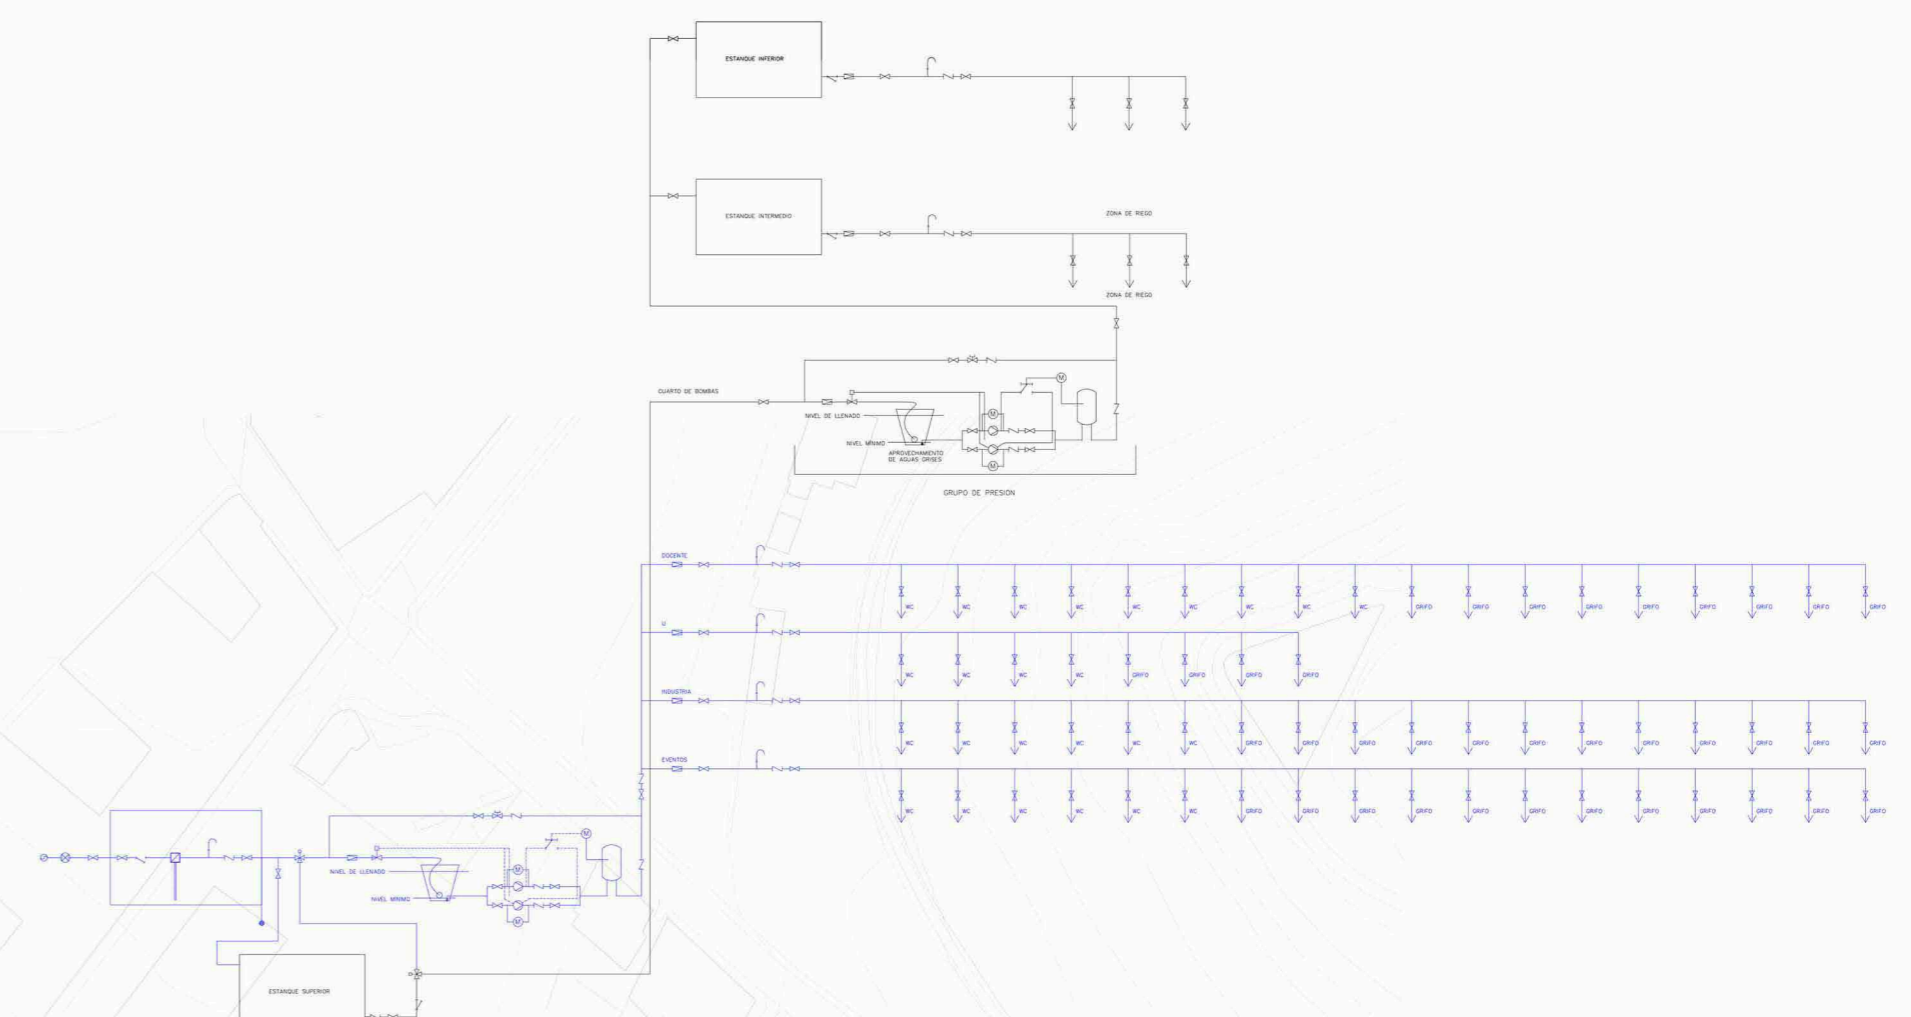 ESTANQUE INFERIOR
ESTANQUE INTERMEDIO
ZONA DE RIEGO
ZONA DE RIEGO
CUARTO DE BOMBAS
M
NIVEL DE LLENADO
M
NIVEL MÍNIMO
APROVECHAMIENTO
DE AGUAS GRISES
M
GRUPO DE PRESION
DOCENTE
WC WC WC WC WC WC WC WC WC GRIFO GRIFO GRIFO GRIFO GRIFO GRIFO GRIFO GRIFO GRIFO
WC WC WC WC GRIFO GRIFO GRIFO GRIFO
INDUSTRIA
WC WC WC WC WC WC GRIFO GRIFO GRIFO GRIFO GRIFO GRIFO GRIFO GRIFO GRIFO GRIFO GRIFO GRIFO
EVENTOS
WC WC WC WC WC WC GRIFO GRIFO GRIFO GRIFO GRIFO GRIFO GRIFO GRIFO GRIFO GRIFO GRIFO GRIFO
M
NIVEL DE LLENADO
M
NIVEL MÍNIMO
M
ESTANQUE SUPERIOR